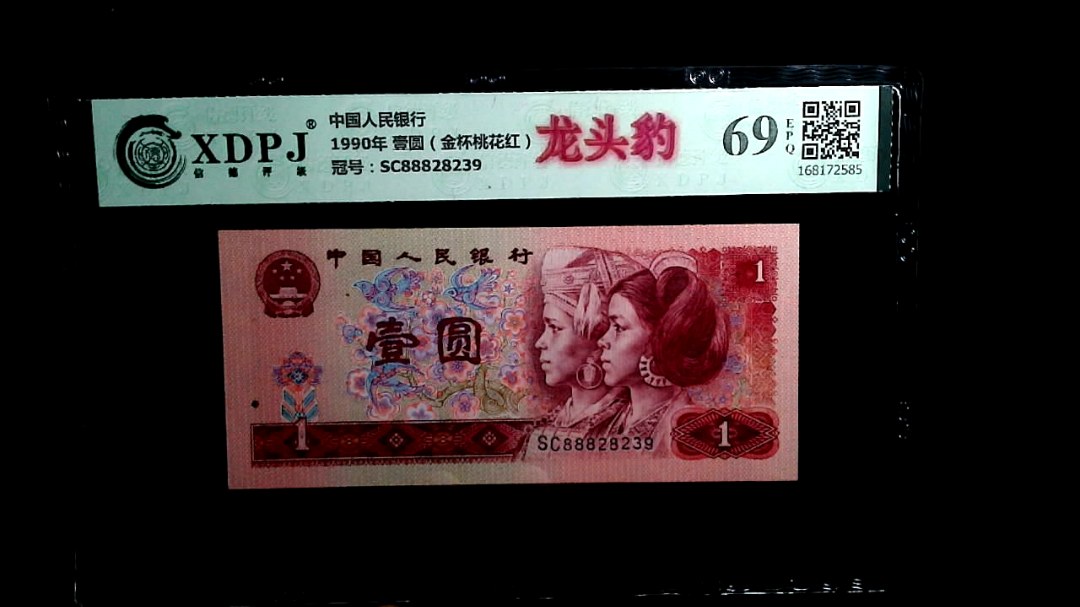 XDPJ®
信德评级
中国人民银行
1990年 壹圆（金杯桃花红）
冠号：SC88828239
龙头豹
69
EPQ
168172585
中国人民银行
1
壹圆
1
SC88828239
1